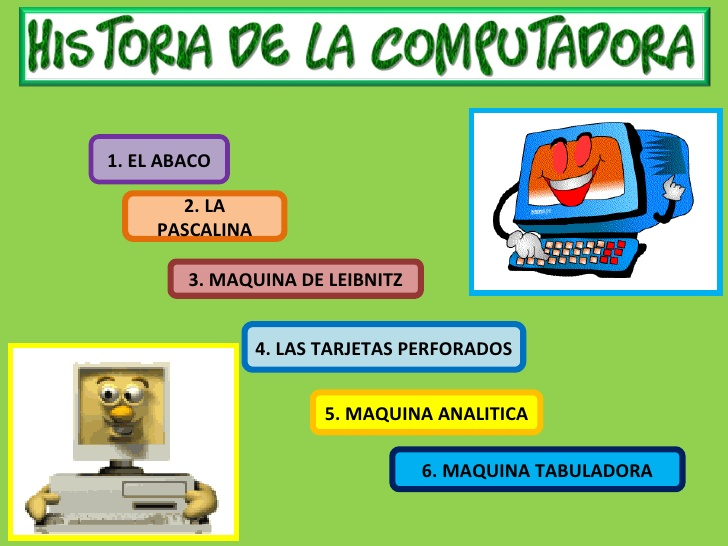 HISTORIA DE LA COMPUTADORA
1. EL ABACO
2. LA
PASCALINA
3. MAQUINA DE LEIBNITZ
4. LAS TARJETAS PERFORADOS
5. MAQUINA ANALITICA
6. MAQUINA TABULADORA